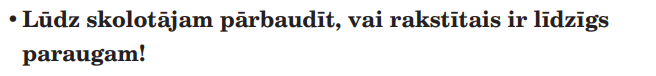 • Lūdz skolotājam pārbaudīt, vai rakstītais ir līdzīgs
paraugam!